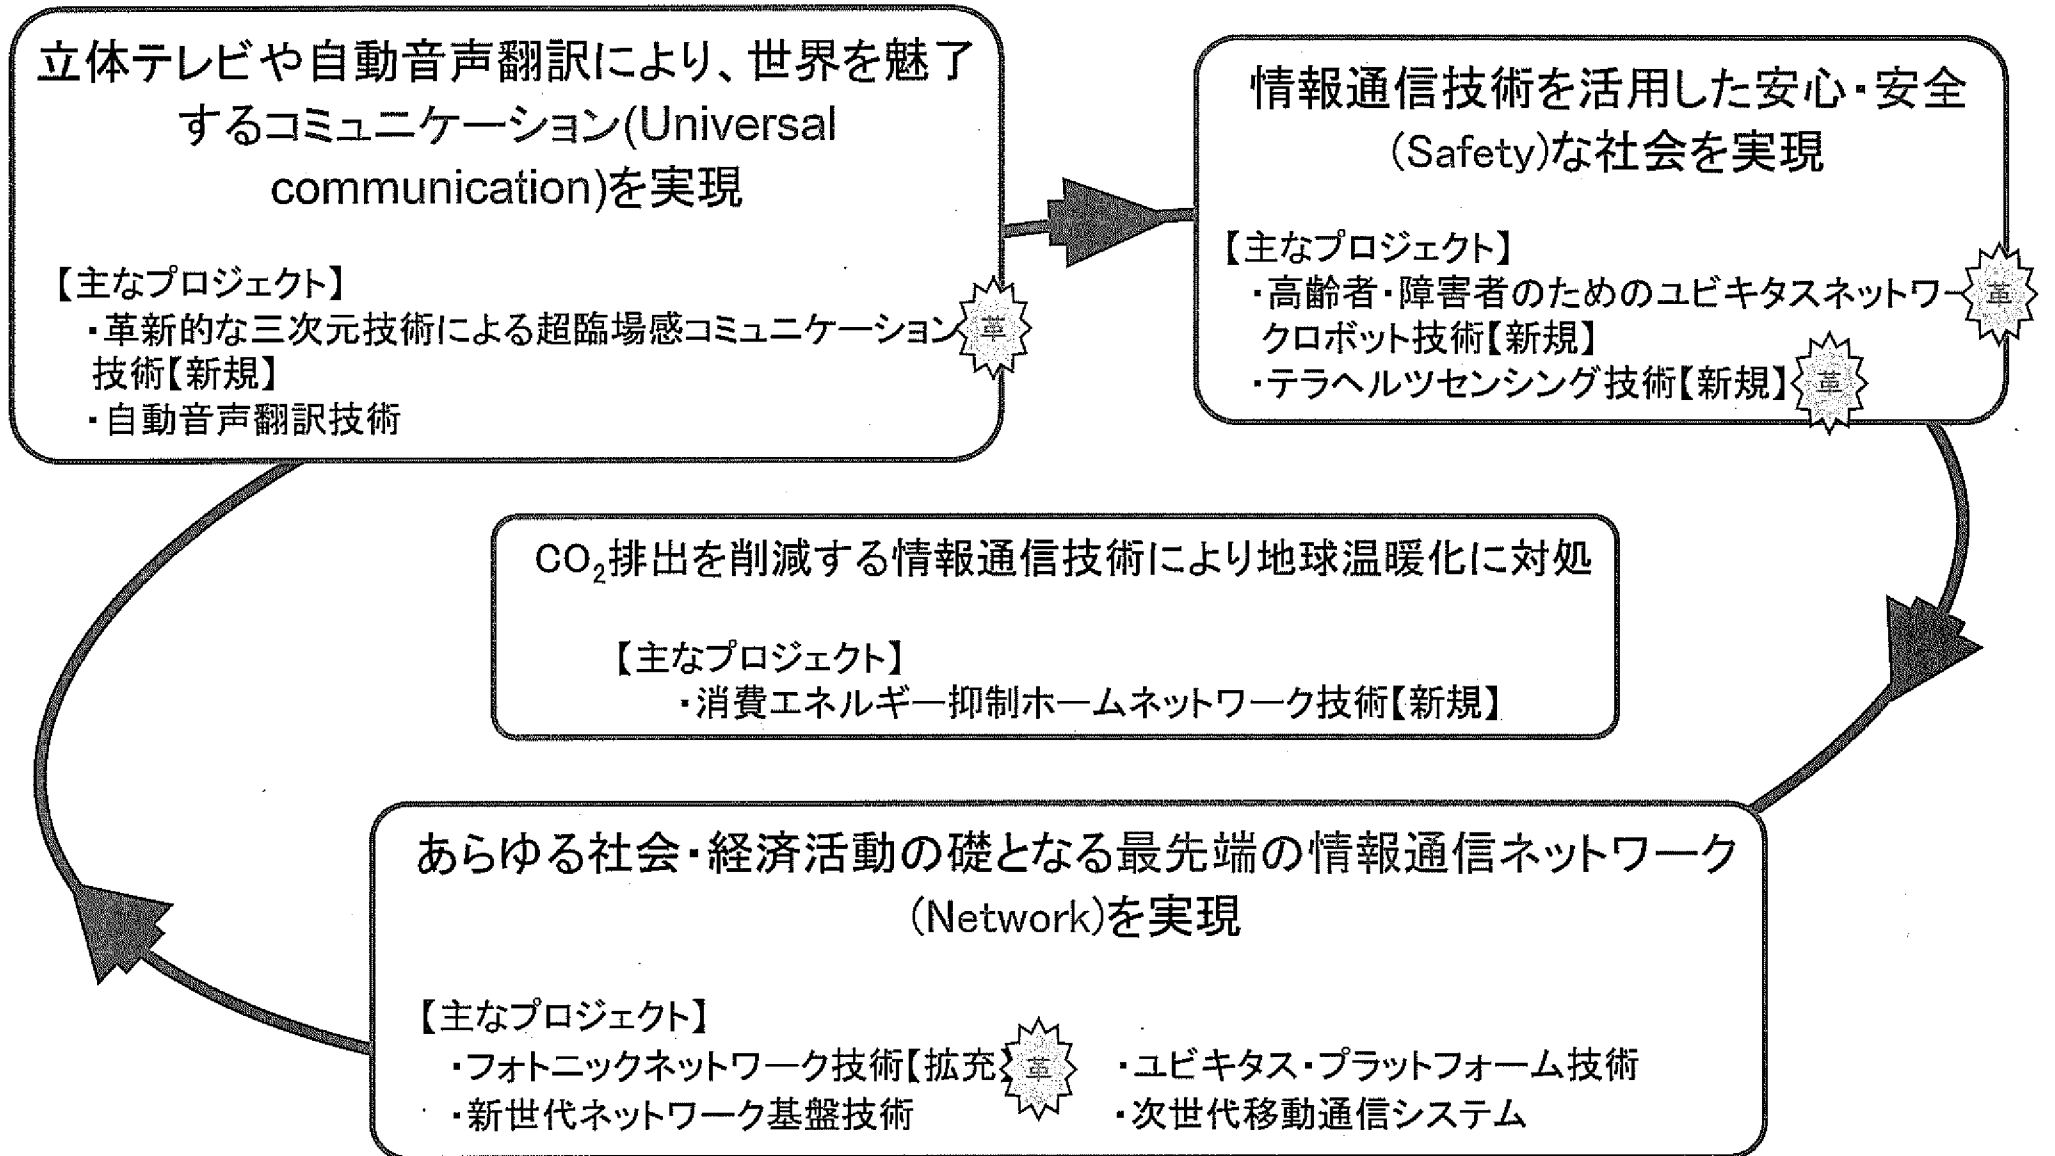 立体テレビや自動音声翻訳により、世界を魅了
するコミュニケーション(Universal
communication)を実現
【主なプロジェクト】
・革新的な三次元技術による超臨場感コミュニケーション
革
技術【新規】
・自動音声翻訳技術
情報通信技術を活用した安心・安全
(Safety)な社会を実現
【主なプロジェクト】
・高齢者・障害者のためのユビキタスネットワー
革
クロボット技術【新規】
・テラヘルツセンシング技術【新規】
革
CO₂排出を削減する情報通信技術により地球温暖化に対処
【主なプロジェクト】
・消費エネルギー抑制ホームネットワーク技術【新規】
あらゆる社会・経済活動の礎となる最先端の情報通信ネットワーク
(Network)を実現
【主なプロジェクト】
・フォトニックネットワーク技術【拡充】
革
・新世代ネットワーク基盤技術
・ユビキタス・プラットフォーム技術
・次世代移動通信システム